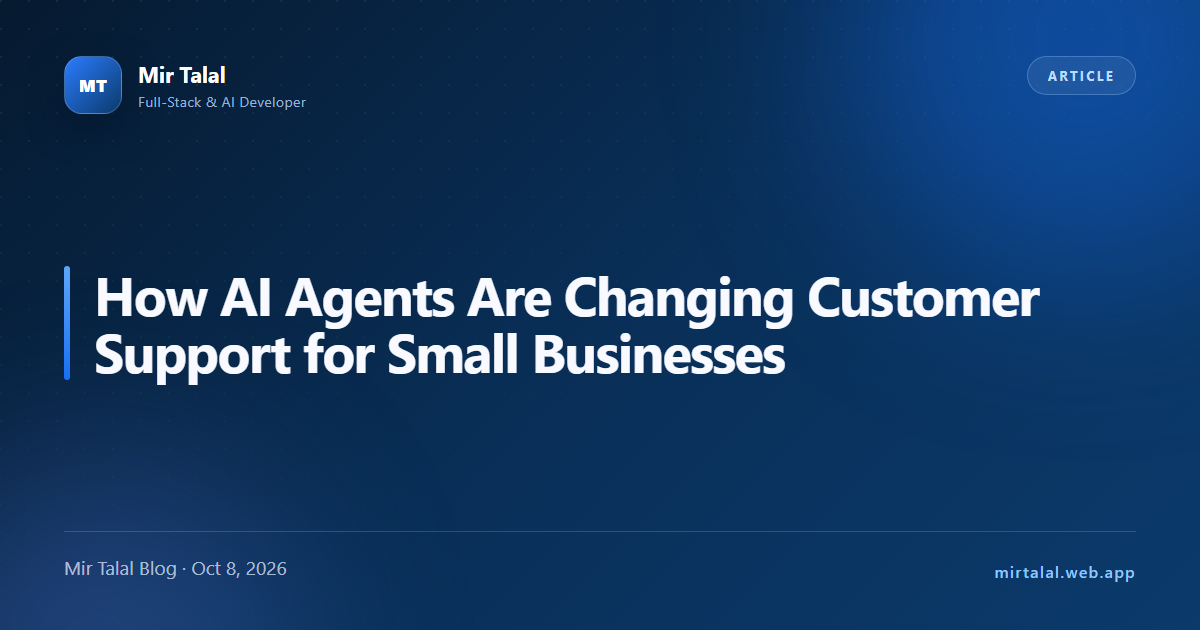 MT
Mir Talal
Full-Stack & AI Developer
ARTICLE
How AI Agents Are Changing Customer
Support for Small Businesses
Mir Talal Blog · Oct 8, 2026
mirtalal.web.app